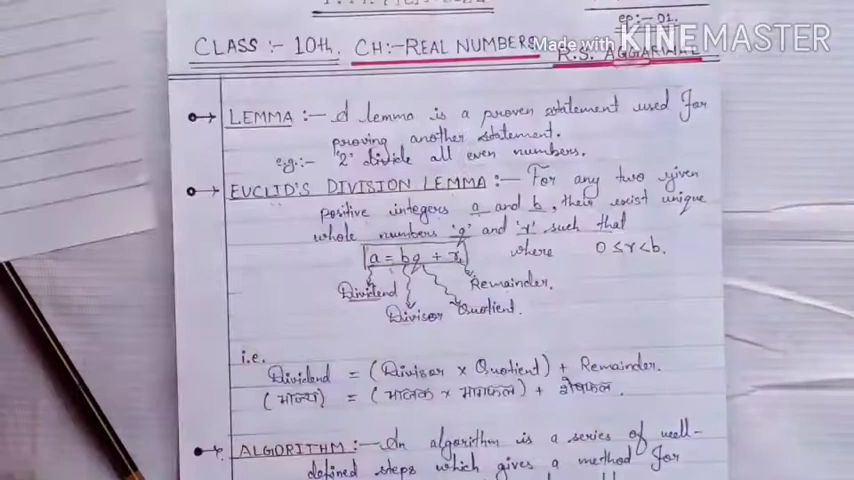 ep:-01.
CLASS :- 10th. CH:-REAL NUMBERS R.S. AGGARWAL
Made with KINEMASTER
LEMMA :- A lemma is a proven statement used for
proving another statement.
e.g:- '2' divide all even numbers.
EUCLID'S DIVISION LEMMA :- For any two given
positive integers a and b, their exist unique
whole numbers 'q' and 'r' such that
a = bq + r, where 0 ≤ r < b.
Dividend Remainder.
Divisor Quotient.
i.e.
Dividend = (Divisor × Quotient) + Remainder.
(भाज्य) = (भाजक × भागफल) + शेषफल.
ALGORITHM :- An algorithm is a series of well-
defined steps which gives a method for